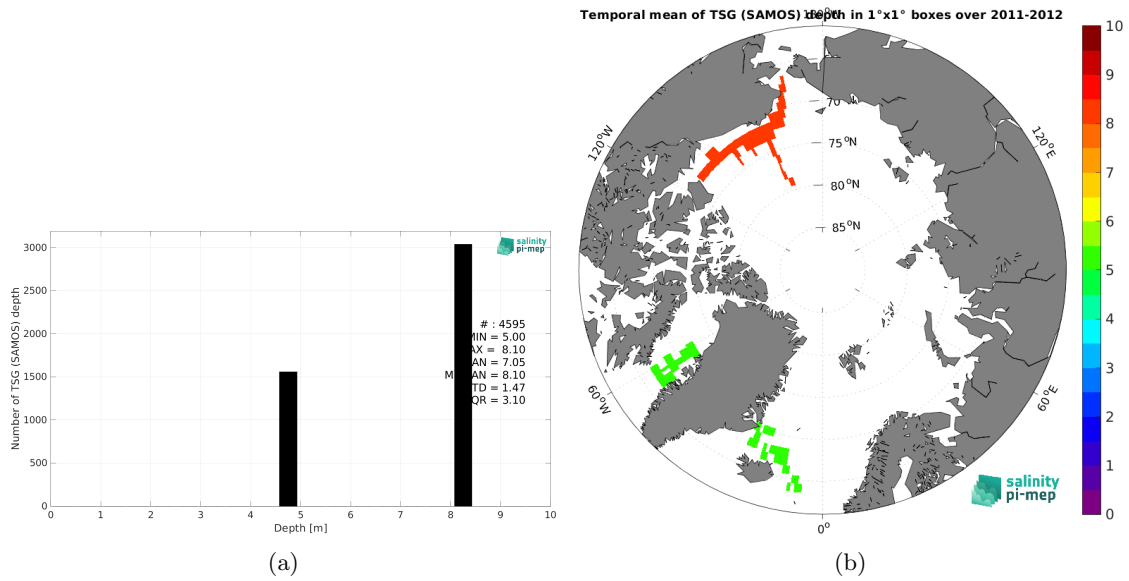 Number of TSG (SAMOS) depth
3000
2500
2000
1500
1000
500
0
0 1 2 3 4 5 6 7 8 9 10
Depth [m]
salinity
pi-mep
# : 4595
MIN = 5.00
AX = 8.10
AN = 7.05
M AN = 8.10
TD = 1.47
QR = 3.10
(a)
Temporal mean of TSG (SAMOS) depth in 1°x1° boxes over 2011-2012
180°W
120°W
120°E
60°W
60°E
0°
70°N
75°N
80°N
85°N
salinity
pi-mep
10
9
8
7
6
5
4
3
2
1
0
(b)